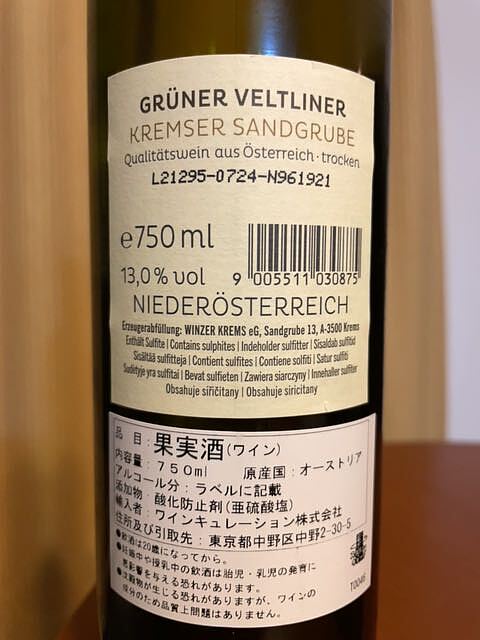 GRÜNER VELTLINER
KREMSER SANDGRUBE
Qualitätswein aus Österreich · trocken
L21295-0724-N961921
e750 ml
13,0 % vol
9 005511 030875
NIEDERÖSTERREICH
Erzeugerabfüllung: WINZER KREMS eG, Sandgrube 13, A-3500 Krems
Enthält Sulfite | Contains sulphites | Indeholder sulfitter | Sisaldab sulfitid
Sisältää sulfitteja | Contient sulfites | Contiene solfiti | Satur sulfīti
Sudėtyje yra sulfitai | Bevat sulfieten | Zawiera siarczyny | Innehaller sulfiter
Obsahuje siřičitany | Obsahuje siricitany
品目:果実酒(ワイン)
内容量:750ml 原産国:オーストリア
アルコール分:ラベルに記載
添加物:酸化防止剤(亜硫酸塩)
輸入者:ワインキュレーション株式会社
住所及び引取先:東京都中野区中野2-30-5
●飲酒は20歳になってから。
●妊娠中や授乳中の飲酒は胎児・乳児の発育に
悪影響を与える恐れがあります。
●沈殿物が生じる恐れがありますが、ワインの
成分のため品質上問題はありません。
T0046